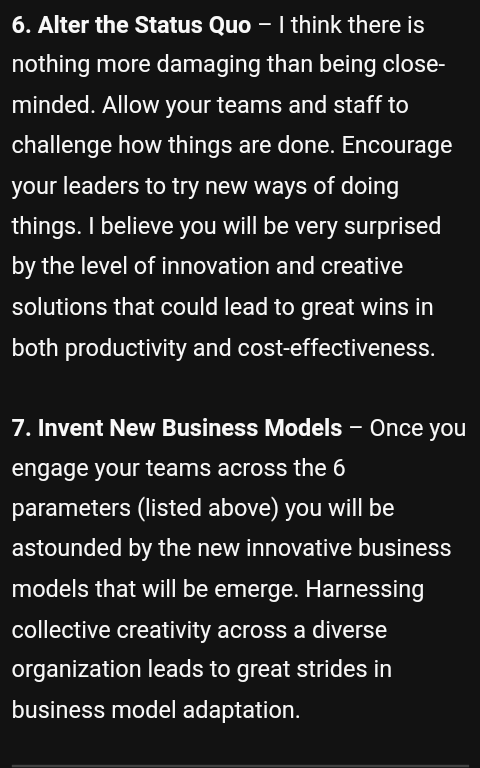 6. Alter the Status Quo – I think there is
nothing more damaging than being close-
minded. Allow your teams and staff to
challenge how things are done. Encourage
your leaders to try new ways of doing
things. I believe you will be very surprised
by the level of innovation and creative
solutions that could lead to great wins in
both productivity and cost-effectiveness.
7. Invent New Business Models – Once you
engage your teams across the 6
parameters (listed above) you will be
astounded by the new innovative business
models that will be emerge. Harnessing
collective creativity across a diverse
organization leads to great strides in
business model adaptation.